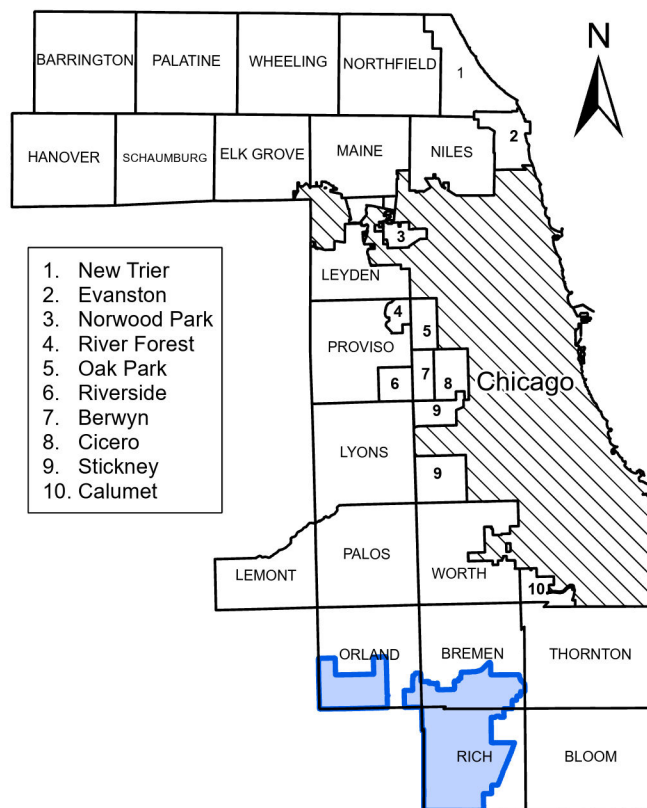 N
BARRINGTON
PALATINE
WHEELING
NORTHFIELD
1
2
HANOVER
SCHAUMBURG
ELK GROVE
MAINE
NILES
3
LEYDEN
1. New Trier
2. Evanston
3. Norwood Park
4. River Forest
5. Oak Park
6. Riverside
7. Berwyn
8. Cicero
9. Stickney
10. Calumet
4
5
PROVISO
6
7
8
Chicago
9
LYONS
9
PALOS
LEMONT
WORTH
10
ORLAND
BREMEN
THORNTON
RICH
BLOOM